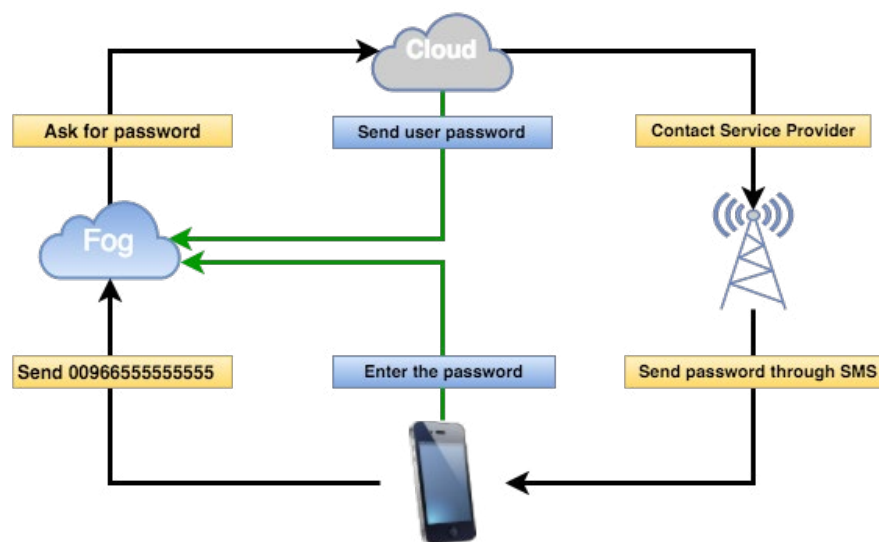 Cloud
Ask for password
Send user password
Contact Service Provider
Fog
Send 00966555555555
Enter the password
Send password through SMS